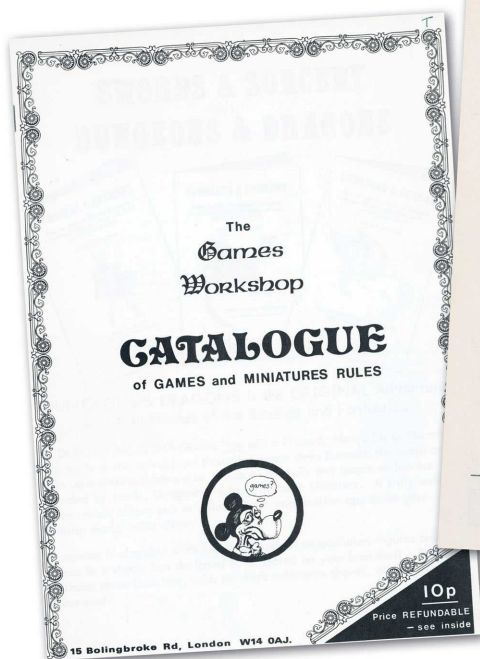 T
The
Games
Workshop
CATALOGUE
of GAMES and MINIATURES RULES
games?
10p
Price REFUNDABLE
– see inside
15 Bolingbroke Rd, London W14 0AJ.
SWORDS & SORCERY
DUNGEONS & DRAGONS